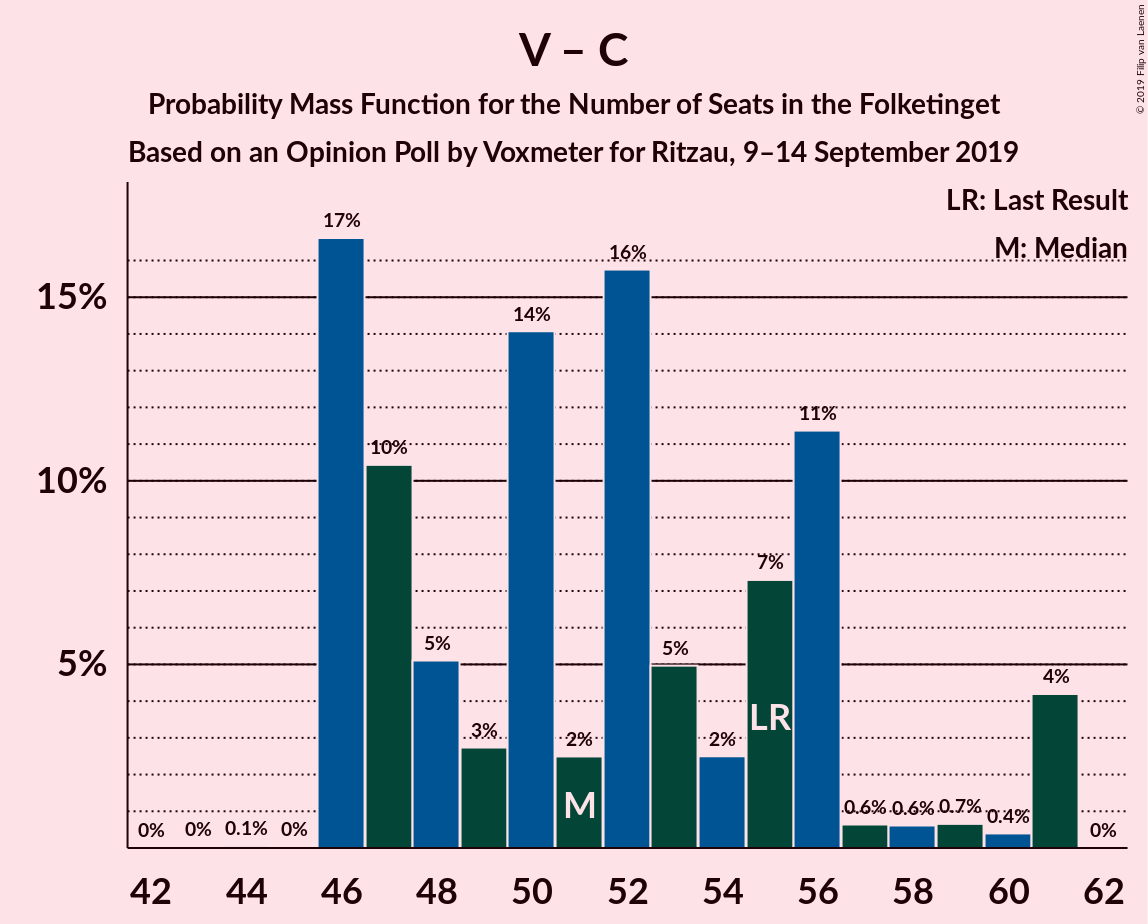 V – C
Probability Mass Function for the Number of Seats in the Folketinget
Based on an Opinion Poll by Voxmeter for Ritzau, 9–14 September 2019
© 2019 Filip van Laenen
LR: Last Result
M: Median
15%
10%
5%
0%
0%
0.1%
0%
17%
10%
5%
3%
14%
2%
M
16%
5%
2%
7%
LR
11%
0.6%
0.6%
0.7%
0.4%
4%
0%
42 44 46 48 50 52 54 56 58 60 62